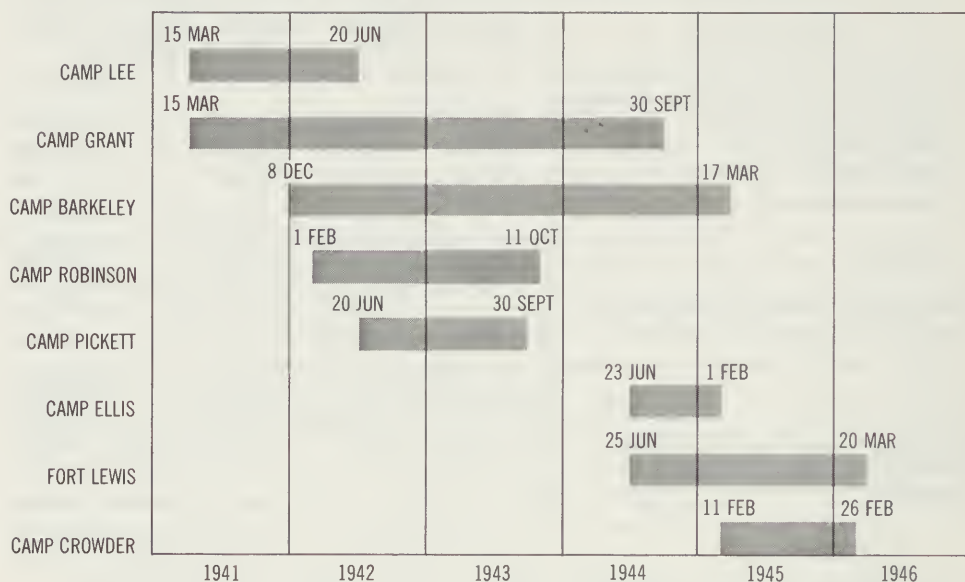 15 MAR 20 JUN
CAMP LEE
15 MAR 30 SEPT
CAMP GRANT
8 DEC 17 MAR
CAMP BARKELEY
1 FEB 11 OCT
CAMP ROBINSON
20 JUN 30 SEPT
CAMP PICKETT
23 JUN 1 FEB
CAMP ELLIS
25 JUN 20 MAR
FORT LEWIS
11 FEB 26 FEB
CAMP CROWDER
1941 1942 1943 1944 1945 1946